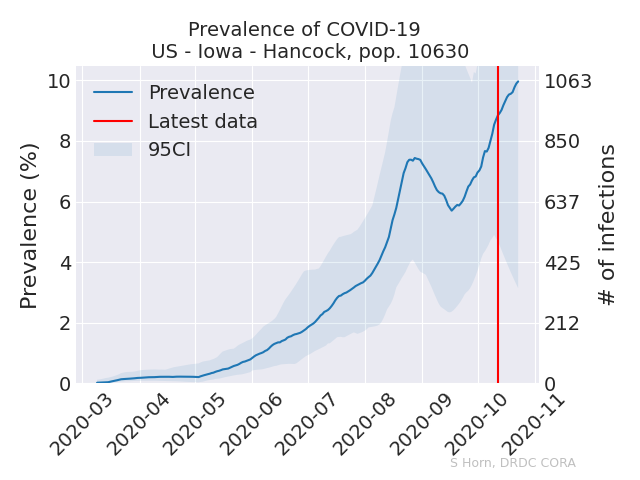 Prevalence of COVID-19
US - Iowa - Hancock, pop. 10630
Prevalence (%)
10
8
6
4
2
0
Prevalence
Latest data
95CI
1063
850
637
425
212
0
# of infections
2020-03
2020-04
2020-05
2020-06
2020-07
2020-08
2020-09
2020-10
2020-11
S Horn, DRDC CORA